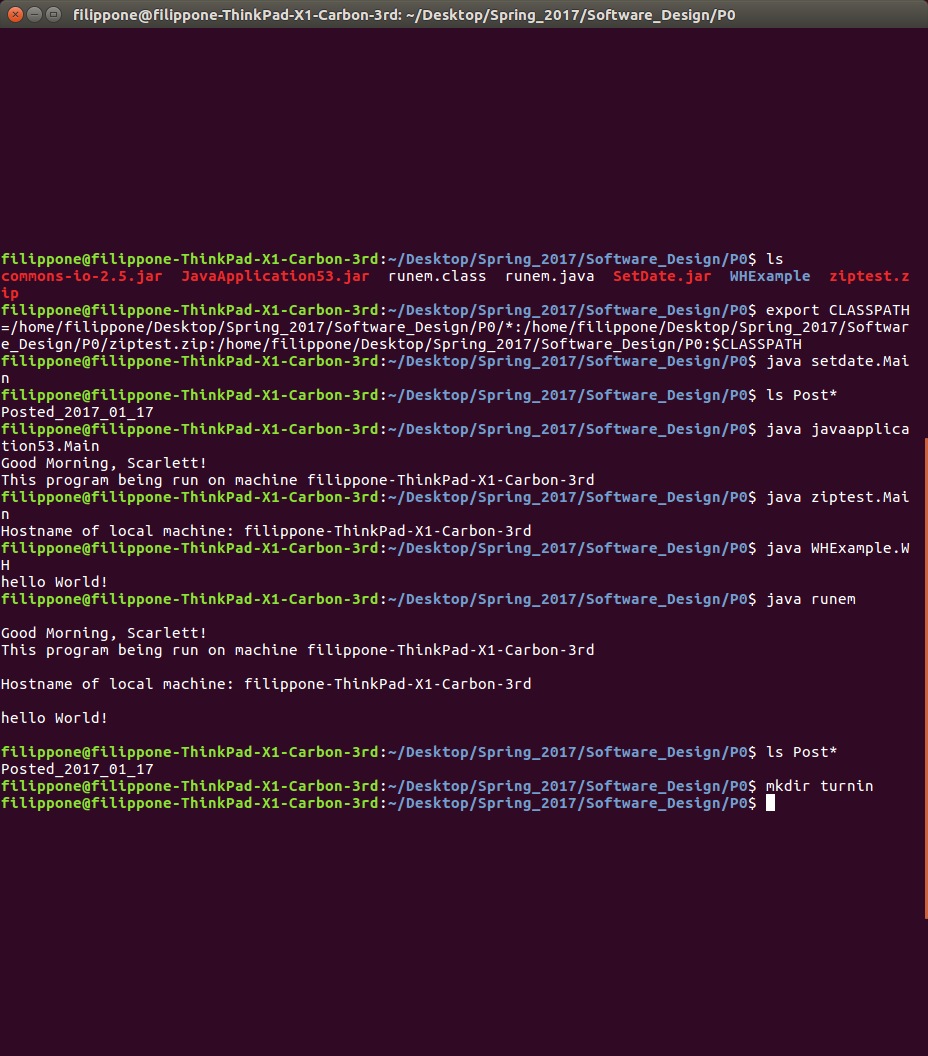 filippone@filippone-ThinkPad-X1-Carbon-3rd: ~/Desktop/Spring_2017/Software_Design/P0
filippone@filippone-ThinkPad-X1-Carbon-3rd:~/Desktop/Spring_2017/Software_Design/P0$ ls
commons-io-2.5.jar  JavaApplication53.jar  runem.class  runem.java  SetDate.jar  WHExample  ziptest.z
ip
filippone@filippone-ThinkPad-X1-Carbon-3rd:~/Desktop/Spring_2017/Software_Design/P0$ export CLASSPATH
=/home/filippone/Desktop/Spring_2017/Software_Design/P0/*:/home/filippone/Desktop/Spring_2017/Softwar
e_Design/P0/ziptest.zip:/home/filippone/Desktop/Spring_2017/Software_Design/P0:$CLASSPATH
filippone@filippone-ThinkPad-X1-Carbon-3rd:~/Desktop/Spring_2017/Software_Design/P0$ java setdate.Mai
n
filippone@filippone-ThinkPad-X1-Carbon-3rd:~/Desktop/Spring_2017/Software_Design/P0$ ls Post*
Posted_2017_01_17
filippone@filippone-ThinkPad-X1-Carbon-3rd:~/Desktop/Spring_2017/Software_Design/P0$ java javaapplica
tion53.Main
Good Morning, Scarlett!
This program being run on machine filippone-ThinkPad-X1-Carbon-3rd
filippone@filippone-ThinkPad-X1-Carbon-3rd:~/Desktop/Spring_2017/Software_Design/P0$ java ziptest.Mai
n
Hostname of local machine: filippone-ThinkPad-X1-Carbon-3rd
filippone@filippone-ThinkPad-X1-Carbon-3rd:~/Desktop/Spring_2017/Software_Design/P0$ java WHExample.W
H
hello World!
filippone@filippone-ThinkPad-X1-Carbon-3rd:~/Desktop/Spring_2017/Software_Design/P0$ java runem
Good Morning, Scarlett!
This program being run on machine filippone-ThinkPad-X1-Carbon-3rd
Hostname of local machine: filippone-ThinkPad-X1-Carbon-3rd
hello World!
filippone@filippone-ThinkPad-X1-Carbon-3rd:~/Desktop/Spring_2017/Software_Design/P0$ ls Post*
Posted_2017_01_17
filippone@filippone-ThinkPad-X1-Carbon-3rd:~/Desktop/Spring_2017/Software_Design/P0$ mkdir turnin
filippone@filippone-ThinkPad-X1-Carbon-3rd:~/Desktop/Spring_2017/Software_Design/P0$